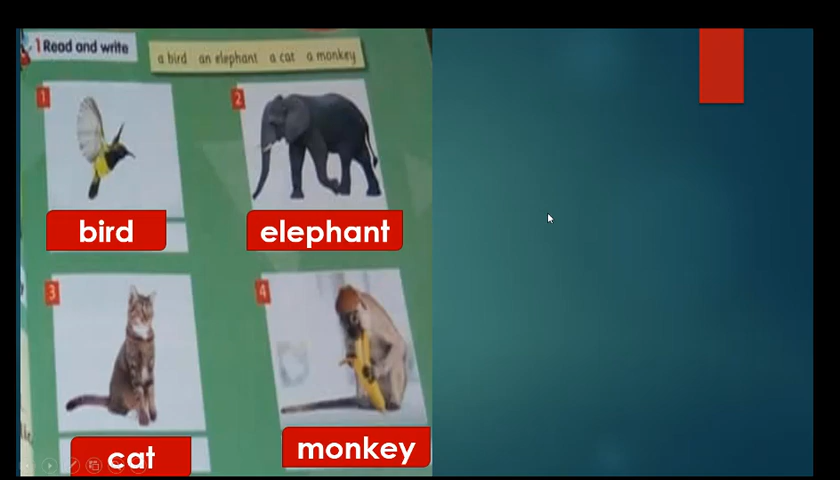 1 Read and write
a bird an elephant a cat a monkey
1
2
bird
elephant
3
4
cat
monkey